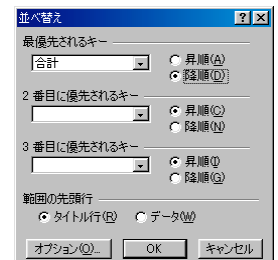 並べ替え
最優先されるキー
合計
昇順(A)
降順(D)
2 番目に優先されるキー
昇順(C)
降順(N)
3 番目に優先されるキー
昇順(I)
降順(G)
範囲の先頭行
タイトル行(R) データ(W)
オプション(O)... OK キャンセル